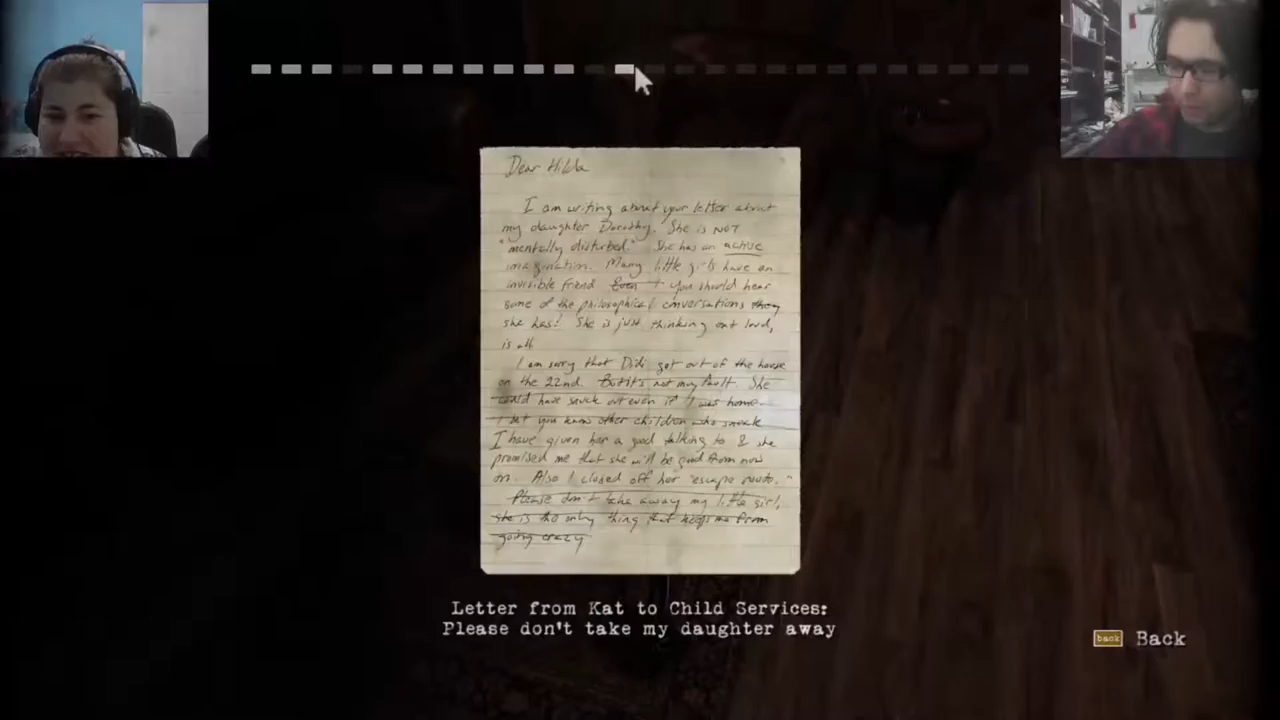 Dear Hilda
I am writing about your letter about
my daughter Dorothy. She is NOT
"mentally disturbed" She has an active
imagination. Many little girls have an
invisible friend Even I you should hear
some of the philosophical conversations they
she has! She is just thinking out loud,
is all
I am sorry that Didi got out of the house
on the 22nd. But it's not my fault. She
could have snuck out even if I was home
I bet you know other children who sneak
I have given her a good talking to & she
promised me that she will be good from now
on. Also I closed off her "escape route."
Please don't take away my little girl,
she is the only thing that keeps me from
going crazy
Letter from Kat to Child Services:
Please don't take my daughter away
back Back